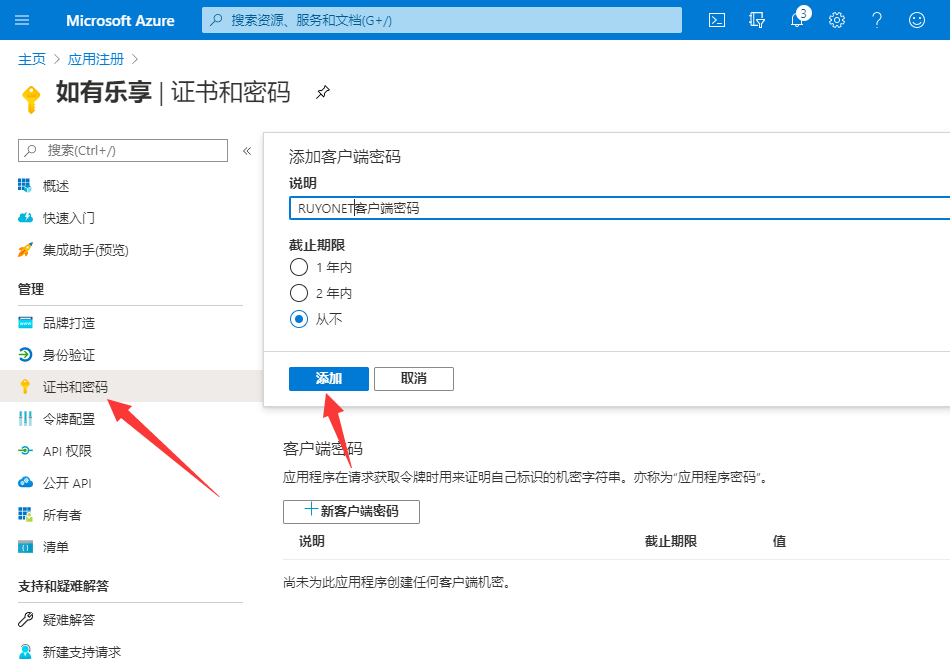 Microsoft Azure
搜索资源、服务和文档(G+/)
3
主页 > 应用注册 >
如有乐享 | 证书和密码
搜索(Ctrl+/)
«
概述
快速入门
集成助手(预览)
管理
品牌打造
身份验证
证书和密码
令牌配置
API 权限
公开 API
所有者
清单
支持和疑难解答
疑难解答
新建支持请求
添加客户端密码
说明
RUYONET客户端密码
截止期限
1 年内
2 年内
从不
添加
取消
客户端密码
应用程序在请求获取令牌时用来证明自己标识的机密字符串。亦称为“应用程序密码”。
新客户端密码
说明 截止期限 值
尚未为此应用程序创建任何客户端机密。